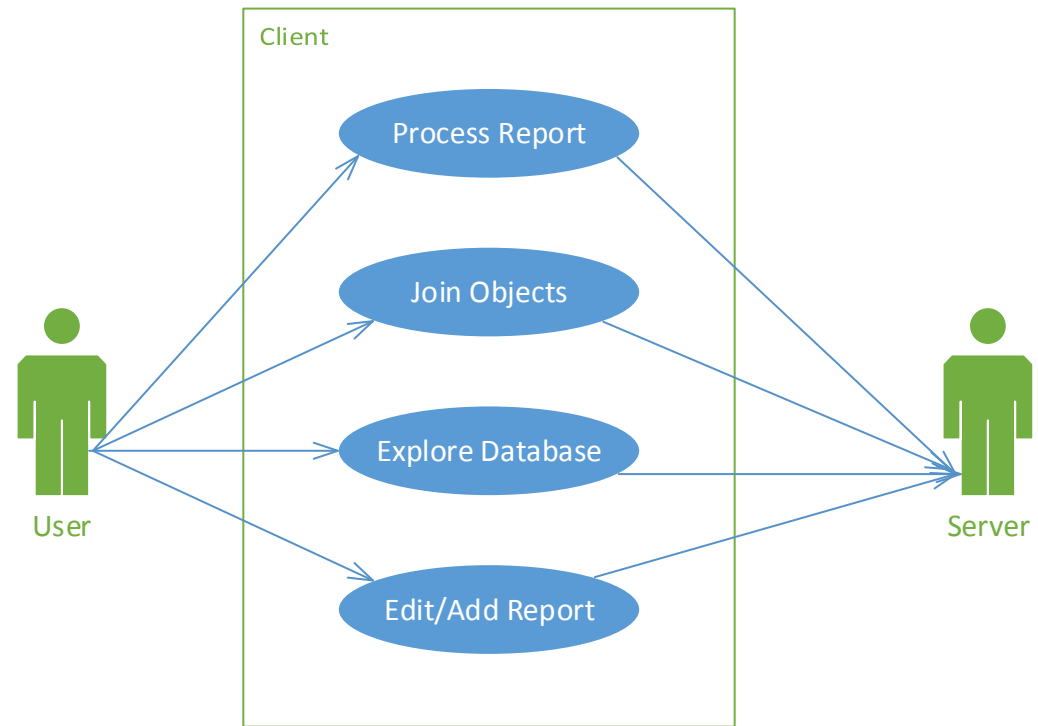 Client
Process Report
Join Objects
Explore Database
Edit/Add Report
User
Server